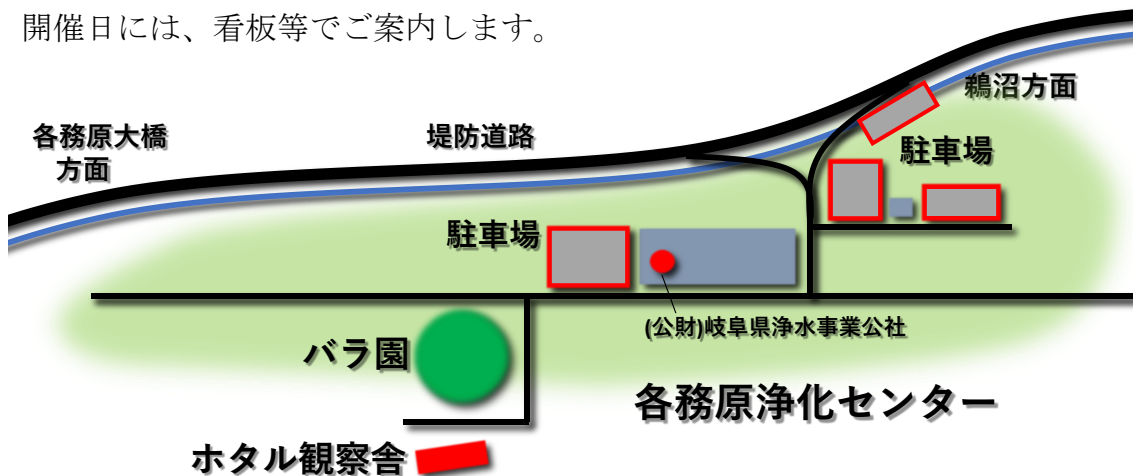 開催日には、看板等でご案内します。
鵜沼方面
各務原大橋
方面
堤防道路
駐車場
駐車場
(公財)岐阜県浄水事業公社
バラ園
各務原浄化センター
ホタル観察舎